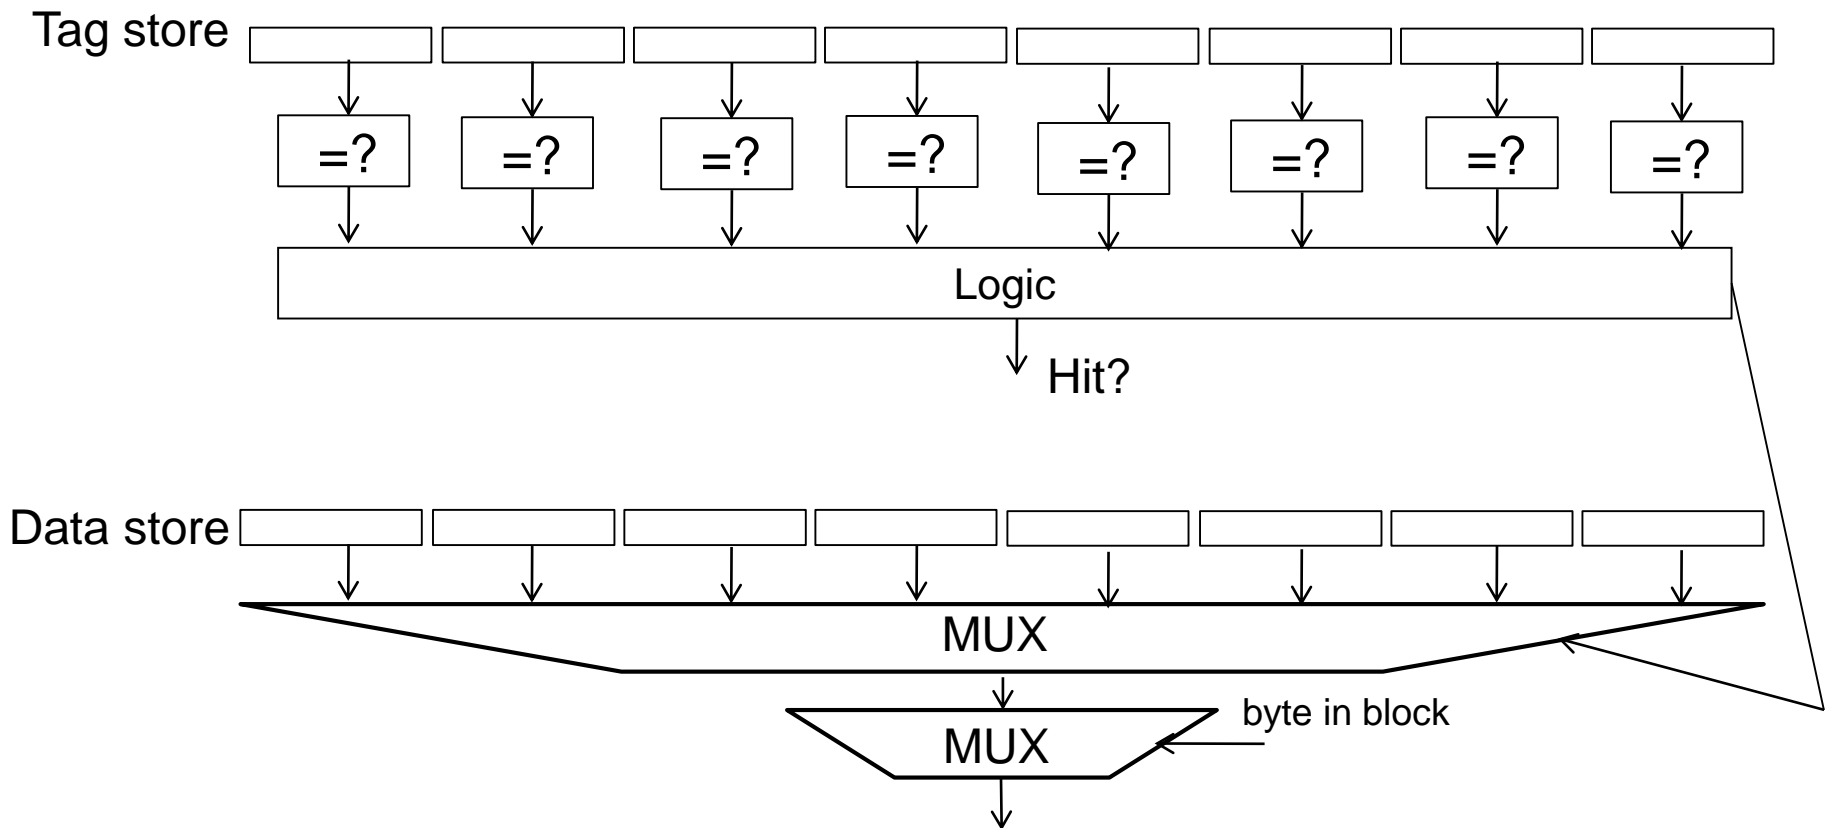 Tag store
=? =? =? =? =? =? =? =?
Logic
Hit?
Data store
MUX
byte in block
MUX